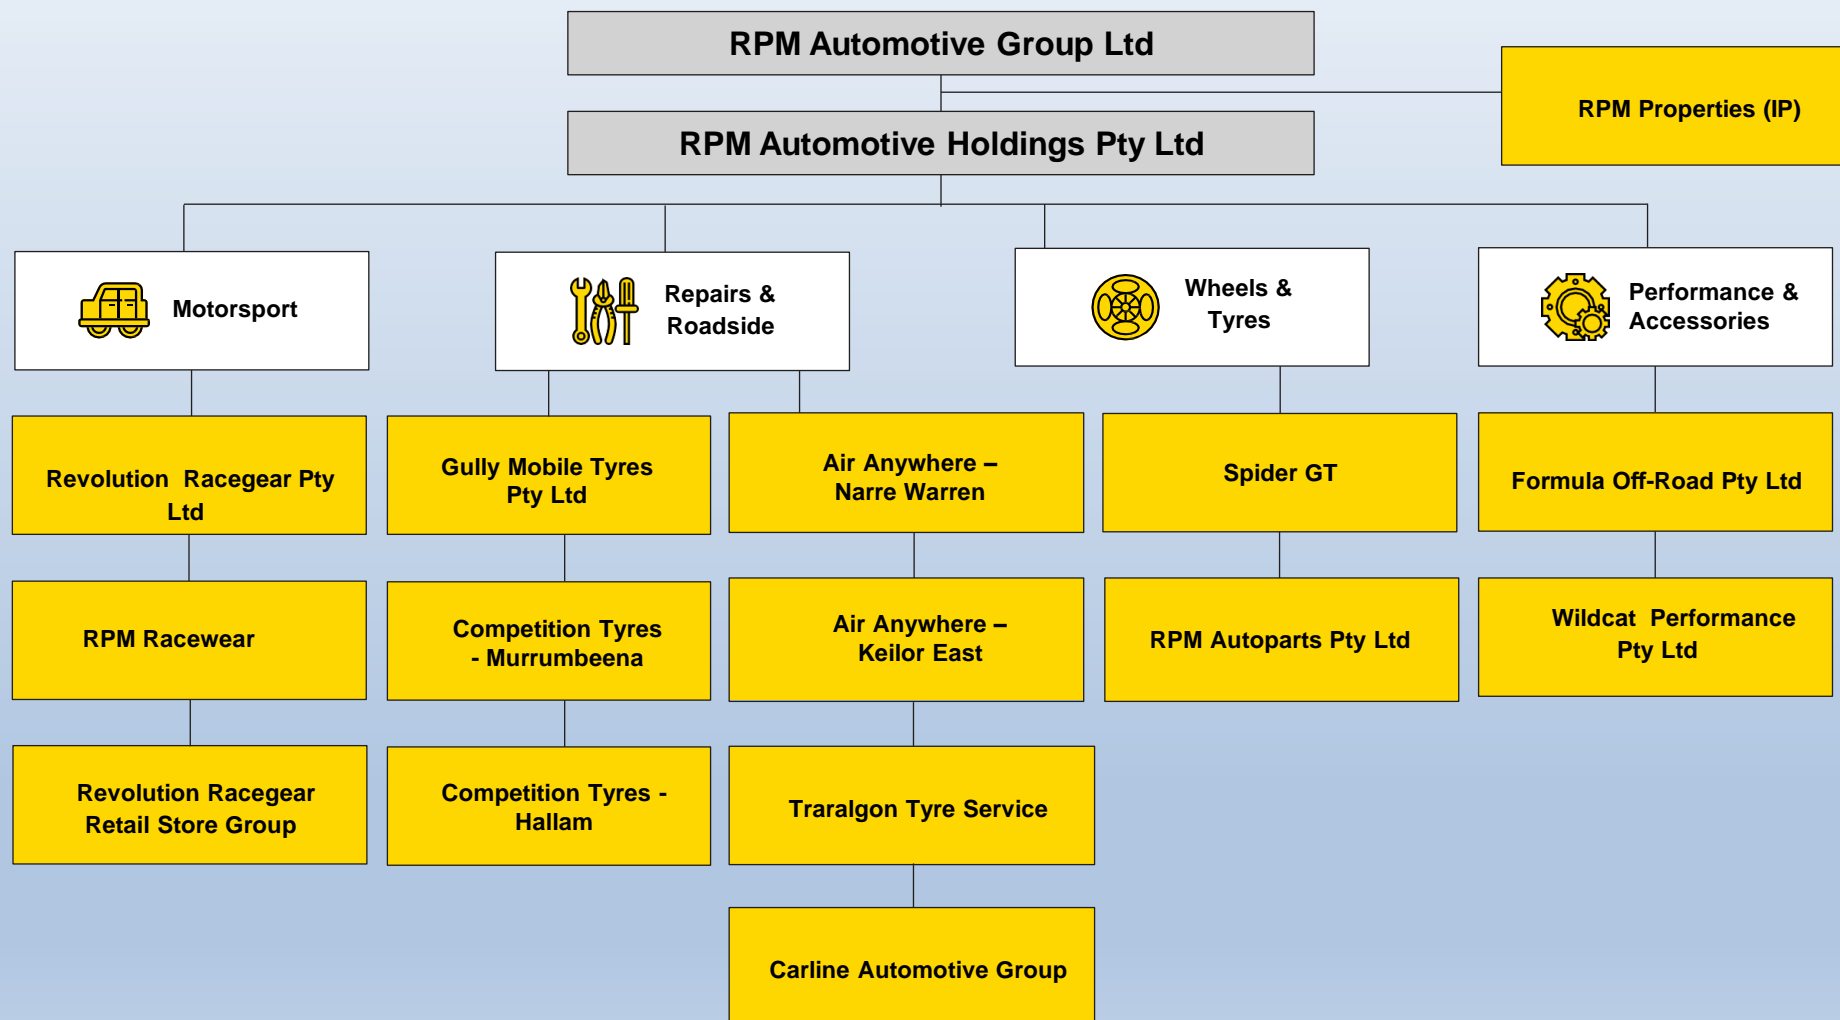 RPM Automotive Group Ltd
RPM Properties (IP)
RPM Automotive Holdings Pty Ltd
Motorsport
Repairs &
Roadside
Wheels &
Tyres
Performance &
Accessories
Revolution Racegear Pty
Ltd
Gully Mobile Tyres
Pty Ltd
Air Anywhere –
Narre Warren
Spider GT
Formula Off-Road Pty Ltd
RPM Racewear
Competition Tyres
- Murrumbeena
Air Anywhere –
Keilor East
RPM Autoparts Pty Ltd
Wildcat Performance
Pty Ltd
Revolution Racegear
Retail Store Group
Competition Tyres -
Hallam
Traralgon Tyre Service
Carline Automotive Group